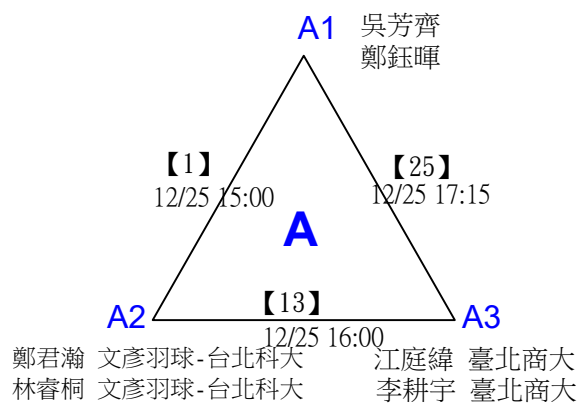 A1 吳芳齊
鄭鈺暉
【1】
12/25 15:00
【25】
12/25 17:15
A
A2
【13】
12/25 16:00
A3
鄭君瀚 文彥羽球-台北科大
林睿桐 文彥羽球-台北科大
江庭緯 臺北商大
李耕宇 臺北商大